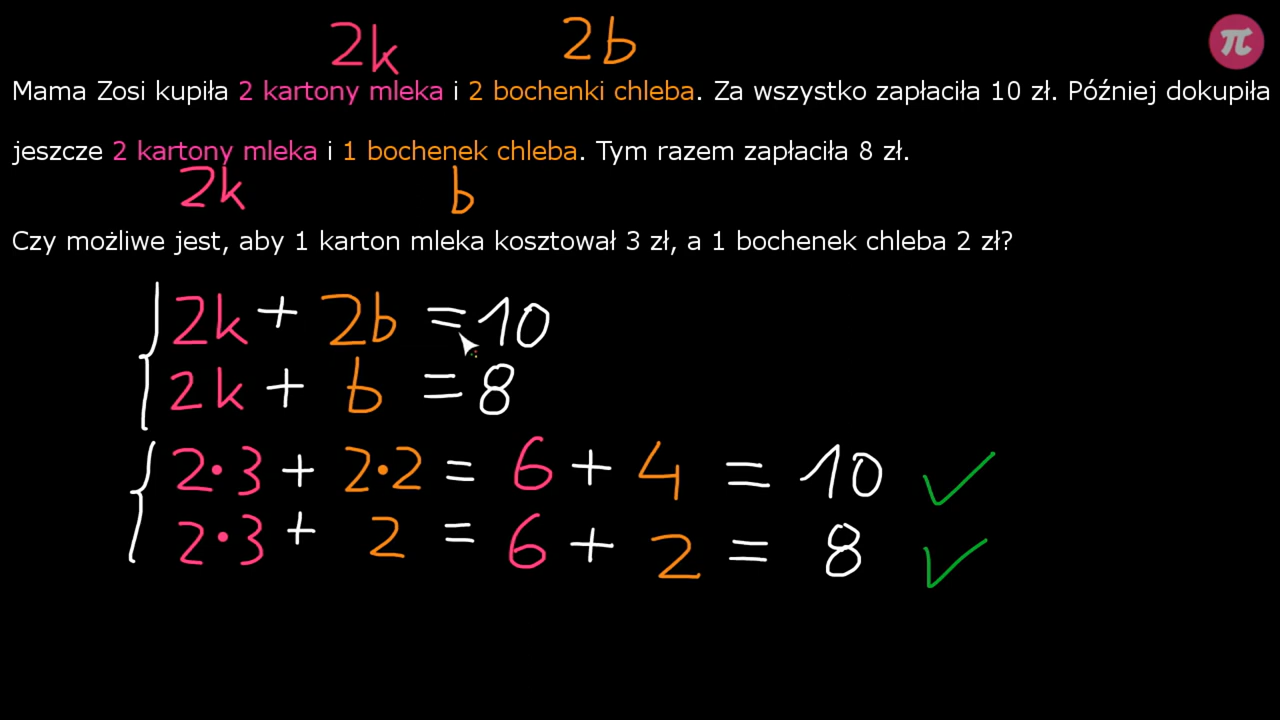 2k 2b
π
Mama Zosi kupiła 2 kartony mleka i 2 bochenki chleba. Za wszystko zapłaciła 10 zł. Później dokupiła
jeszcze 2 kartony mleka i 1 bochenek chleba. Tym razem zapłaciła 8 zł.
2k b
Czy możliwe jest, aby 1 karton mleka kosztował 3 zł, a 1 bochenek chleba 2 zł?
2k + 2b = 10
2k + b = 8
2·3 + 2·2 = 6 + 4 = 10 ✓
2·3 + 2 = 6 + 2 = 8 ✓